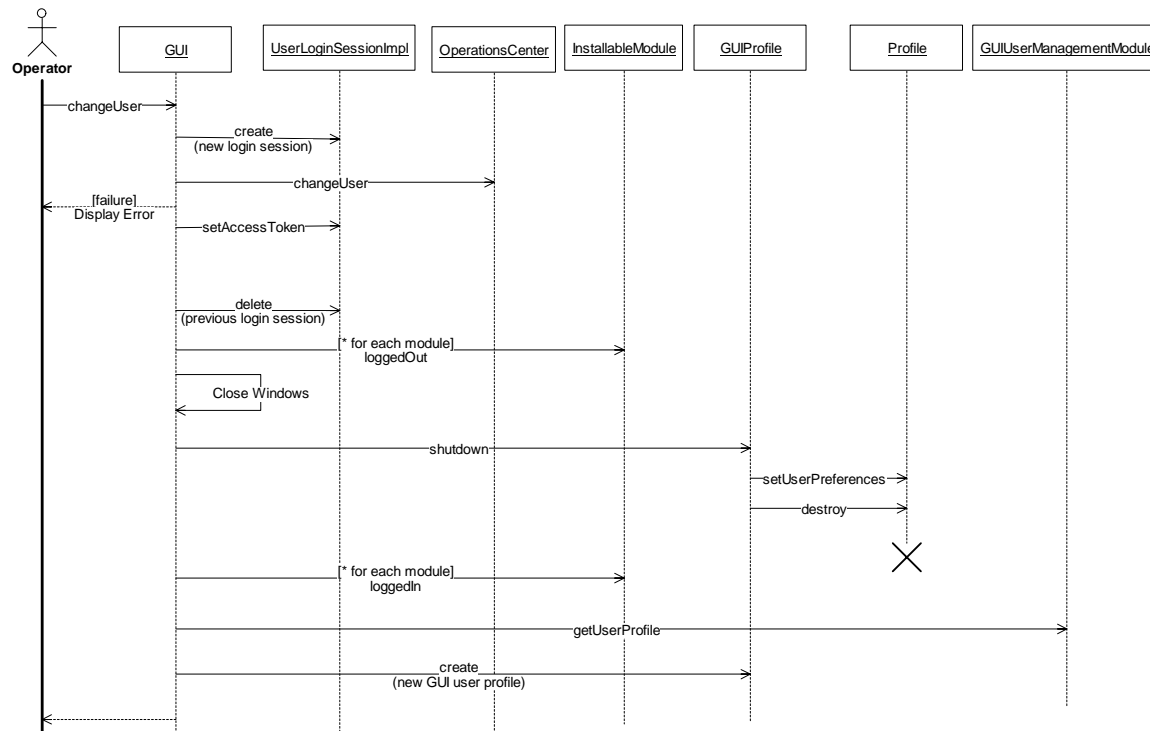 GUI
UserLoginSessionImpl
OperationsCenter
InstallableModule
GUIProfile
Profile
GUIUserManagementModule
Operator
changeUser
create
(new login session)
changeUser
[failure]
Display Error
setAccessToken
delete
(previous login session)
[* for each module]
loggedOut
Close Windows
shutdown
setUserPreferences
destroy
[* for each module]
loggedIn
getUserProfile
create
(new GUI user profile)